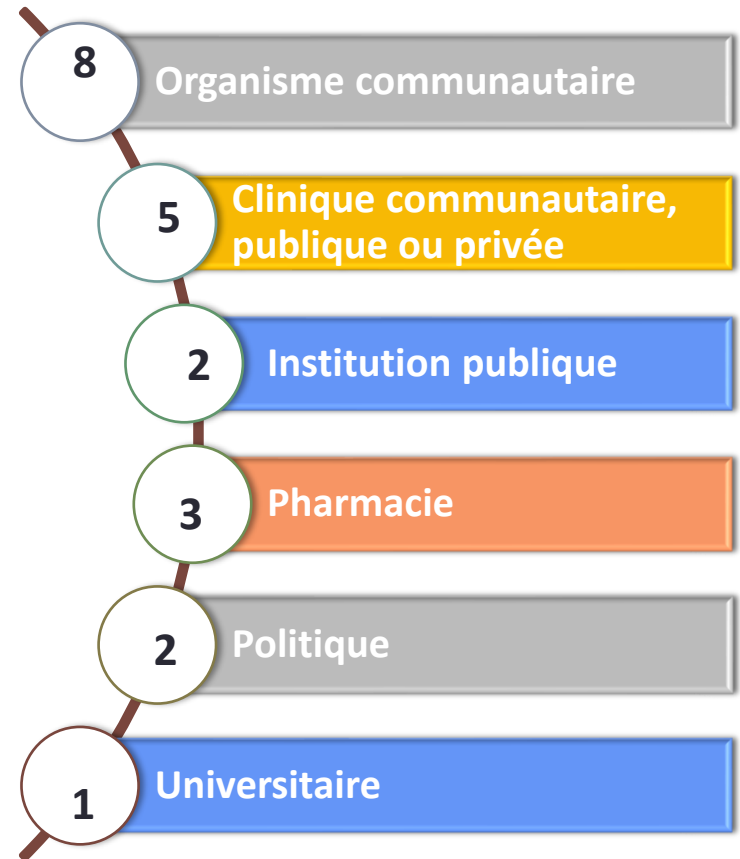 8
Organisme communautaire
5
Clinique communautaire,
publique ou privée
2
Institution publique
3
Pharmacie
2
Politique
1
Universitaire